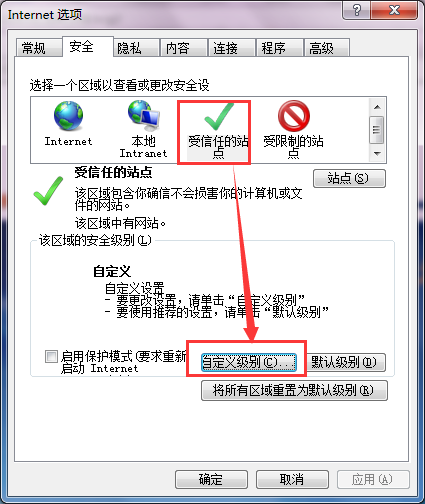 Internet 选项
常规 安全 隐私 内容 连接 程序 高级
选择一个区域以查看或更改安全设
Internet 本地 受信任的站 受限制的站
Intranet 点 点
受信任的站点
站点(S)
该区域包含你确信不会损害你的计算机或文
件的网站。
该区域中有网站。
该区域的安全级别(L)
自定义
自定义设置
- 要更改设置,请单击“自定义级别”
- 要使用推荐的设置,请单击“默认级别”
启用保护模式(要求重新 自定义级别(C)... 默认级别(D)
启动 Internet
将所有区域重置为默认级别(R)
确定 取消 应用(A)